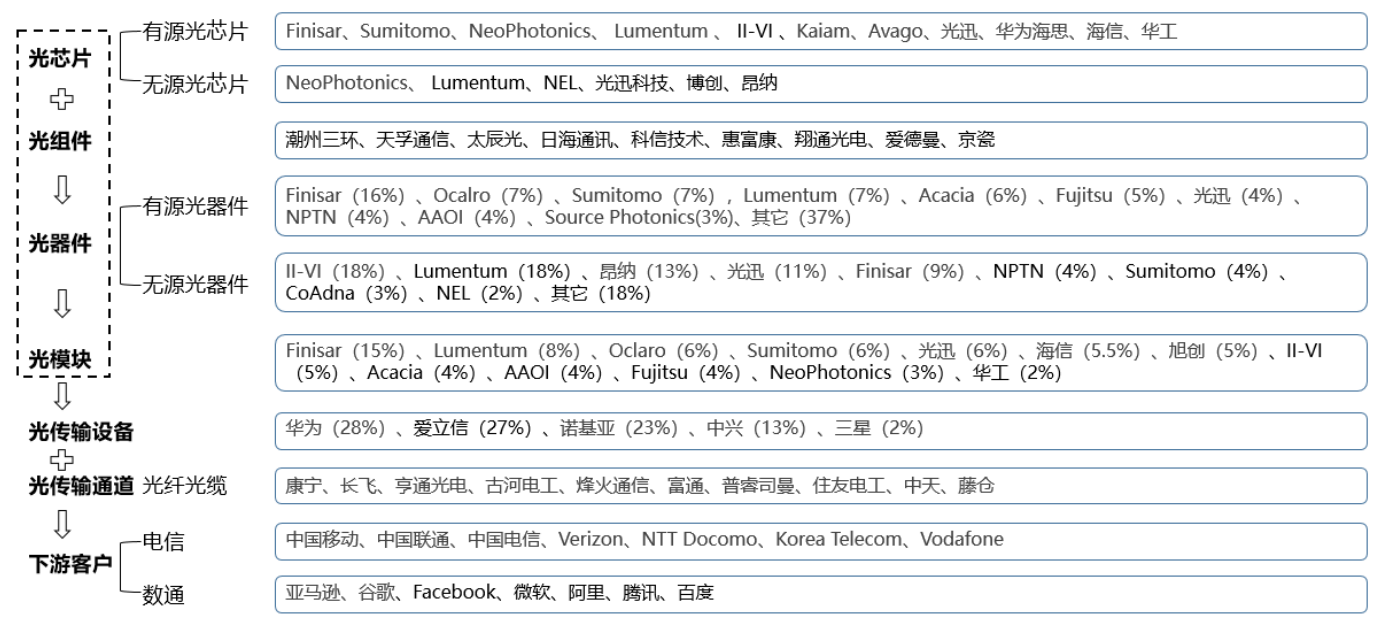 有源光芯片
Finisar、Sumitomo、NeoPhotonics、 Lumentum 、 II-VI 、Kaiam、Avago、光迅、华为海思、海信、华工
光芯片
无源光芯片
NeoPhotonics、 Lumentum、NEL、光迅科技、博创、昂纳
光组件
潮州三环、天孚通信、太辰光、日海通讯、科信技术、惠富康、翔通光电、爱德曼、京瓷
有源光器件
Finisar（16%）、Ocalro（7%）、Sumitomo（7%）, Lumentum（7%）、Acacia（6%）、Fujitsu（5%）、光迅（4%）、
NPTN（4%）、AAOI（4%）、Source Photonics(3%)、其它（37%）
光器件
无源光器件
II-VI（18%）、Lumentum（18%）、昂纳（13%）、光迅（11%）、Finisar（9%）、NPTN（4%）、Sumitomo（4%）、
CoAdna（3%）、NEL（2%）、其它（18%）
光模块
Finisar（15%）、Lumentum（8%）、Oclaro（6%）、Sumitomo（6%）、光迅（6%）、海信（5.5%）、旭创（5%）、II-VI
（5%）、Acacia（4%）、AAOI（4%）、Fujitsu（4%）、NeoPhotonics（3%）、华工（2%）
光传输设备
华为（28%）、爱立信（27%）、诺基亚（23%）、中兴（13%）、三星（2%）
光传输通道 光纤光缆
康宁、长飞、亨通光电、古河电工、烽火通信、富通、普睿司曼、住友电工、中天、藤仓
电信
中国移动、中国联通、中国电信、Verizon、NTT Docomo、Korea Telecom、Vodafone
下游客户
数通
亚马逊、谷歌、Facebook、微软、阿里、腾讯、百度